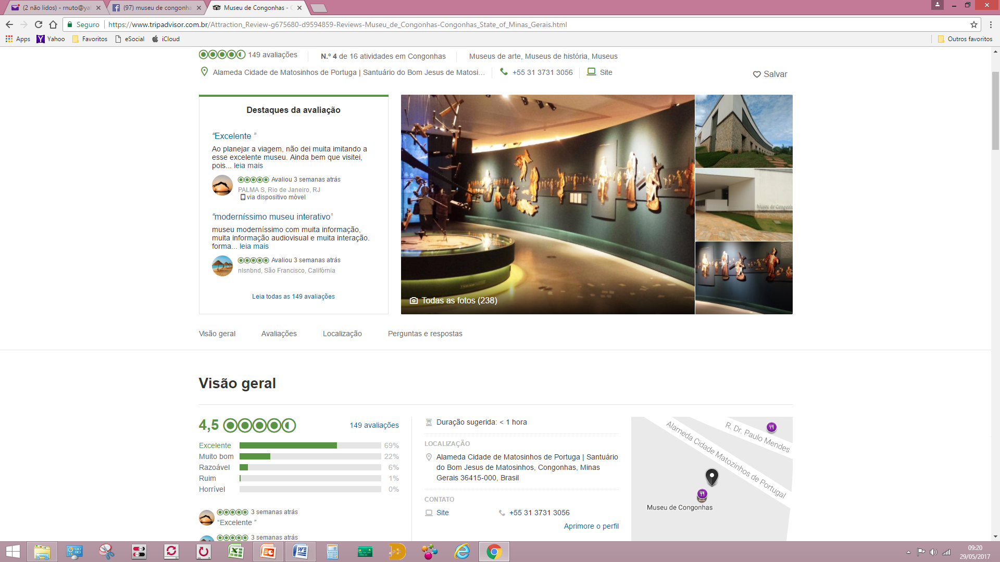 (2 não lidos) - rnuto@ya
(97) museu de congonha
Museu de Congonhas -
Seguro
https://www.tripadvisor.com.br/Attraction_Review-g675680-d9594859-Reviews-Museu_de_Congonhas-Congonhas_State_of_Minas_Gerais.html
Apps Yahoo Favoritos eSocial iCloud Outros favoritos
149 avaliações N.º 4 de 16 atividades em Congonhas Museus de arte, Museus de história, Museus
Alameda Cidade de Matosinhos de Portuga | Santuário do Bom Jesus de Matosi... +55 31 3731 3056 Site
Salvar
Destaques da avaliação
“Excelente ”
Ao planejar a viagem, não dei muita imitando a
esse excelente museu. Ainda bem que visitei,
pois... leia mais
Avaliou 3 semanas atrás
PALMA S, Rio de Janeiro, RJ
via dispositivo móvel
“moderníssimo museu interativo”
museu moderníssimo com muita informação,
muita informação audiovisual e muita interação.
forma... leia mais
Avaliou 3 semanas atrás
nlsnbnd, São Francisco, Califórnia
Leia todas as 149 avaliações
Todas as fotos (238)
Museu de Congonhas
Visão geral Avaliações Localização Perguntas e respostas
Visão geral
4,5 149 avaliações
Excelente 69%
Muito bom 22%
Razoável 6%
Ruim 1%
Horrível 0%
3 semanas atrás
“Excelente ”
3 semanas atrás
Duração sugerida: < 1 hora
LOCALIZAÇÃO
Alameda Cidade de Matosinhos de Portuga | Santuário
do Bom Jesus de Matosinhos, Congonhas, Minas
Gerais 36415-000, Brasil
CONTATO
Site +55 31 3731 3056
Aprimore o perfil
R. Dr. Paulo Mendes
Alameda Cidade Matozinhos de Portugal
Museu de Congonhas
09:20
29/05/2017